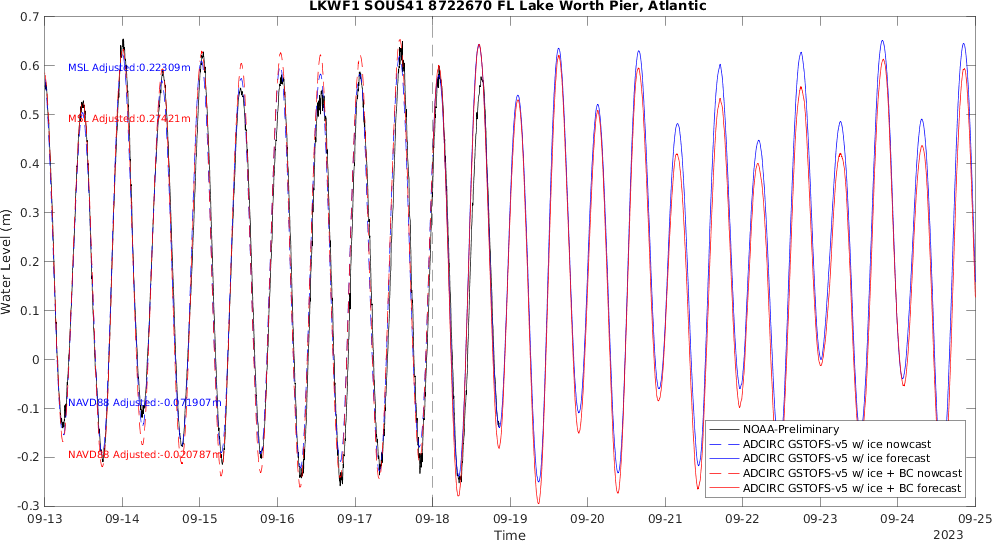 LKWF1 SOUS41 8722670 FL Lake Worth Pier, Atlantic
0.7
0.6
0.5
0.4
0.3
0.2
0.1
0
-0.1
-0.2
-0.3
Water Level (m)
MSL Adjusted:0.22309m
MSL Adjusted:0.27421m
NAVD88 Adjusted:-0.071907m
NAVD88 Adjusted:-0.020787m
NOAA-Preliminary
ADCIRC GSTOFS-v5 w/ ice nowcast
ADCIRC GSTOFS-v5 w/ ice forecast
ADCIRC GSTOFS-v5 w/ ice + BC nowcast
ADCIRC GSTOFS-v5 w/ ice + BC forecast
09-13 09-14 09-15 09-16 09-17 09-18 09-19 09-20 09-21 09-22 09-23 09-24 09-25
Time
2023